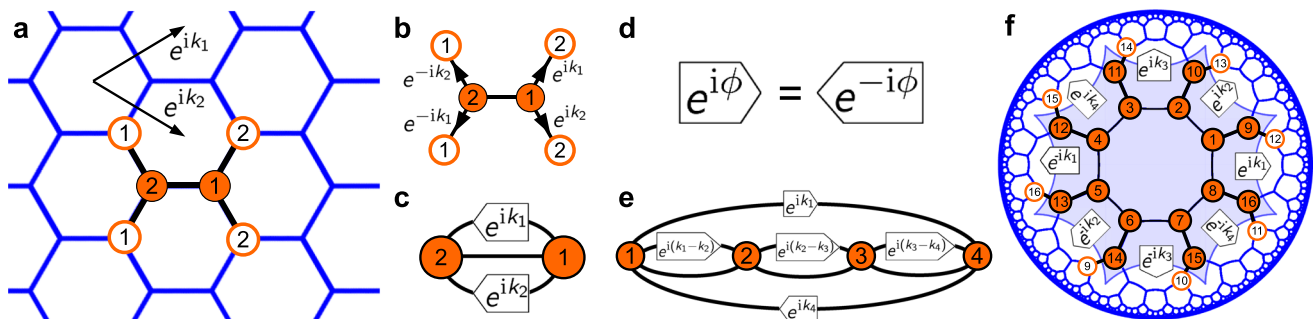 a
e^{ik_1}
e^{ik_2}
1
2
2
1
1
2
b
1
2
e^{-ik_2}
e^{ik_1}
2
1
e^{-ik_1}
e^{ik_2}
1
2
c
e^{ik_1}
2
1
e^{ik_2}
d
e^{iϕ} = e^{-iϕ}
e
e^{ik_1}
e^{i(k_1-k_2)}
e^{i(k_2-k_3)}
e^{i(k_3-k_4)}
1
2
3
4
e^{ik_4}
f
14
e^{ik_3}
13
11
10
15
e^{ik_4}
e^{ik_2}
3
2
12
9
12
4
1
e^{ik_1}
e^{ik_1}
5
8
16
13
16
11
e^{-ik_2}
6
7
e^{-ik_4}
9
14
e^{-ik_3}
15
10